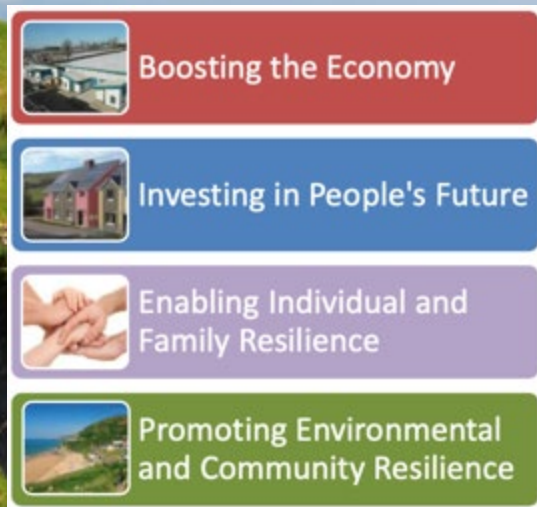 Boosting the Economy
Investing in People's Future
Enabling Individual and
Family Resilience
Promoting Environmental
and Community Resilience